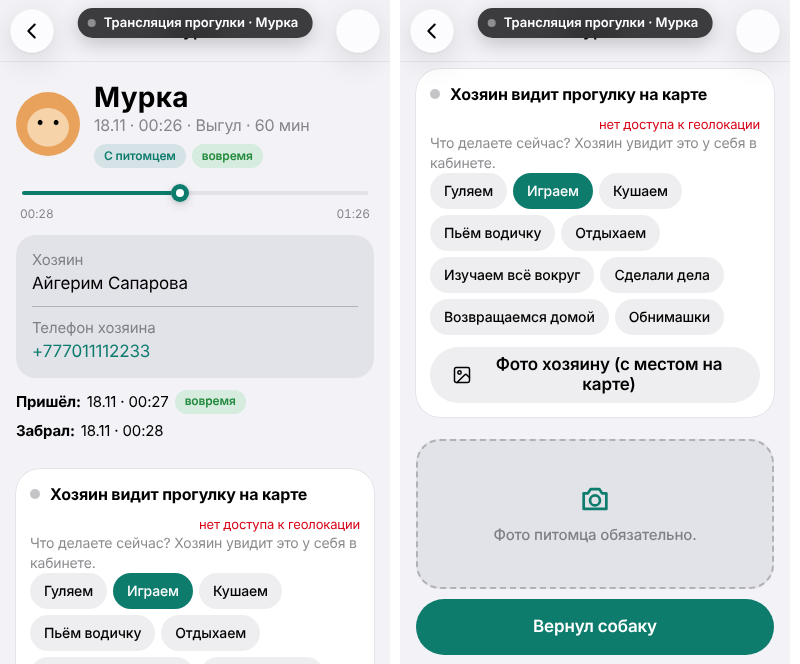 Трансляция прогулки · Мурка
Мурка
18.11 · 00:26 · Выгул · 60 мин
С питомцем
вовремя
00:28
01:26
Хозяин
Айгерим Сапарова
Телефон хозяина
+777011112233
Пришёл: 18.11 · 00:27 вовремя
Забрал: 18.11 · 00:28
Хозяин видит прогулку на карте
нет доступа к геолокации
Что делаете сейчас? Хозяин увидит это у себя в
кабинете.
Гуляем
Играем
Кушаем
Пьём водичку
Отдыхаем
Трансляция прогулки · Мурка
Хозяин видит прогулку на карте
нет доступа к геолокации
Что делаете сейчас? Хозяин увидит это у себя в
кабинете.
Гуляем
Играем
Кушаем
Пьём водичку
Отдыхаем
Изучаем всё вокруг
Сделали дела
Возвращаемся домой
Обнимашки
Фото хозяину (с местом на
карте)
Фото питомца обязательно.
Вернул собаку